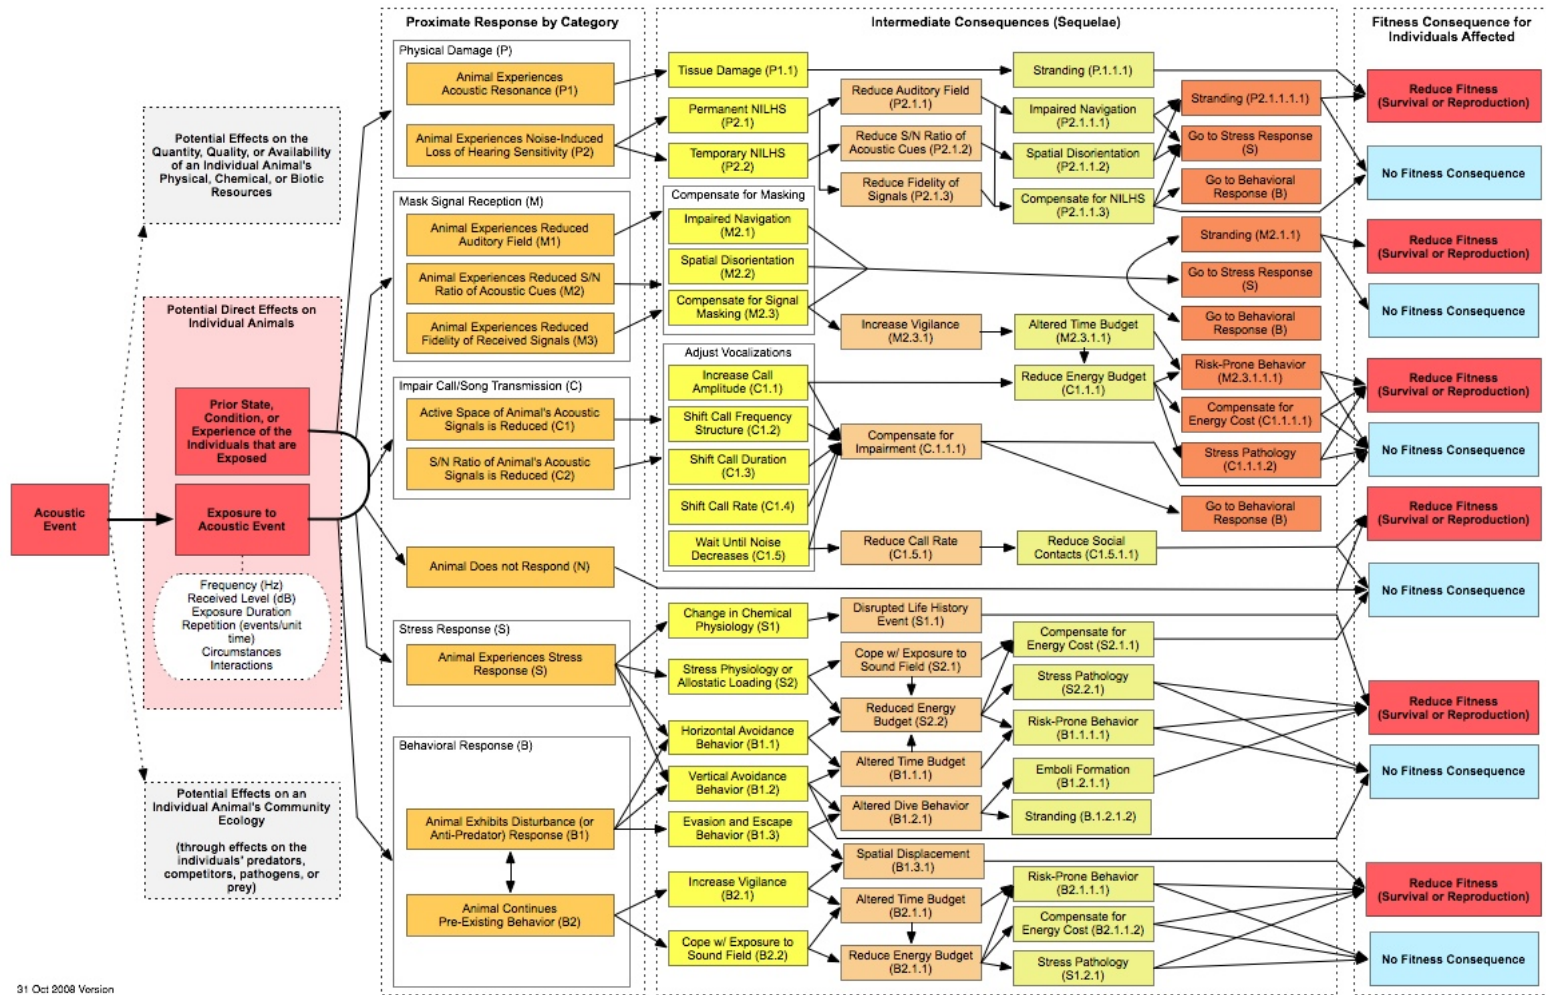 Proximate Response by Category
Intermediate Consequences (Sequelae)
Fitness Consequence for
Individuals Affected
Acoustic
Event
Potential Effects on the
Quantity, Quality, or Availability
of an Individual Animal's
Physical, Chemical, or Biotic
Resources
Potential Direct Effects on
Individual Animals
Prior State,
Condition, or
Experience of the
Individuals that are
Exposed
Exposure to
Acoustic Event
Frequency (Hz)
Received Level (dB)
Exposure Duration
Repetition (events/unit
time)
Circumstances
Interactions
Potential Effects on an
Individual Animal's Community
Ecology
(through effects on the
individuals' predators,
competitors, pathogens, or
prey)
Physical Damage (P)
Animal Experiences
Acoustic Resonance (P1)
Animal Experiences Noise-Induced
Loss of Hearing Sensitivity (P2)
Mask Signal Reception (M)
Animal Experiences Reduced
Auditory Field (M1)
Animal Experiences Reduced S/N
Ratio of Acoustic Cues (M2)
Animal Experiences Reduced
Fidelity of Received Signals (M3)
Impair Call/Song Transmission (C)
Active Space of Animal's Acoustic
Signals is Reduced (C1)
S/N Ratio of Animal's Acoustic
Signals is Reduced (C2)
Animal Does not Respond (N)
Stress Response (S)
Animal Experiences Stress
Response (S)
Behavioral Response (B)
Animal Exhibits Disturbance (or
Anti-Predator) Response (B1)
Animal Continues
Pre-Existing Behavior (B2)
Tissue Damage (P1.1)
Permanent NILHS
(P2.1)
Temporary NILHS
(P2.2)
Compensate for Masking
Impaired Navigation
(M2.1)
Spatial Disorientation
(M2.2)
Compensate for Signal
Masking (M2.3)
Adjust Vocalizations
Increase Call
Amplitude (C1.1)
Shift Call Frequency
Structure (C1.2)
Shift Call Duration
(C1.3)
Shift Call Rate (C1.4)
Wait Until Noise
Decreases (C1.5)
Change in Chemical
Physiology (S1)
Stress Physiology or
Allostatic Loading (S2)
Horizontal Avoidance
Behavior (B1.1)
Vertical Avoidance
Behavior (B1.2)
Evasion and Escape
Behavior (B1.3)
Increase Vigilance
(B2.1)
Cope w/ Exposure to
Sound Field (B2.2)
Reduce Auditory Field
(P2.1.1)
Reduce S/N Ratio of
Acoustic Cues (P2.1.2)
Reduce Fidelity of
Signals (P2.1.3)
Increase Vigilance
(M2.3.1)
Compensate for
Impairment (C.1.1.1)
Reduce Call Rate
(C1.5.1)
Disrupted Life History
Event (S1.1)
Cope w/ Exposure to
Sound Field (S2.1)
Reduced Energy
Budget (S2.2)
Altered Time Budget
(B1.1.1)
Altered Dive Behavior
(B1.2.1)
Spatial Displacement
(B1.3.1)
Altered Time Budget
(B2.1.1)
Reduce Energy Budget
(B2.1.1)
Stranding (P.1.1.1)
Impaired Navigation
(P2.1.1.1)
Spatial Disorientation
(P2.1.1.2)
Compensate for NILHS
(P2.1.1.3)
Altered Time Budget
(M2.3.1.1)
Reduce Energy Budget
(C1.1.1)
Reduce Social
Contacts (C1.5.1.1)
Compensate for
Energy Cost (S2.1.1)
Stress Pathology
(S2.2.1)
Risk-Prone Behavior
(B1.1.1.1)
Emboli Formation
(B1.2.1.1)
Stranding (B.1.2.1.2)
Risk-Prone Behavior
(B2.1.1.1)
Compensate for
Energy Cost (B2.1.1.2)
Stress Pathology
(S1.2.1)
Stranding (P2.1.1.1.1)
Go to Stress Response
(S)
Go to Behavioral
Response (B)
Stranding (M2.1.1)
Go to Stress Response
(S)
Go to Behavioral
Response (B)
Risk-Prone Behavior
(M2.3.1.1.1)
Compensate for
Energy Cost (C1.1.1.1)
Stress Pathology
(C1.1.1.2)
Go to Behavioral
Response (B)
Reduce Fitness
(Survival or Reproduction)
No Fitness Consequence
Reduce Fitness
(Survival or Reproduction)
No Fitness Consequence
Reduce Fitness
(Survival or Reproduction)
No Fitness Consequence
Reduce Fitness
(Survival or Reproduction)
No Fitness Consequence
Reduce Fitness
(Survival or Reproduction)
No Fitness Consequence
Reduce Fitness
(Survival or Reproduction)
No Fitness Consequence
31 Oct 2008 Version